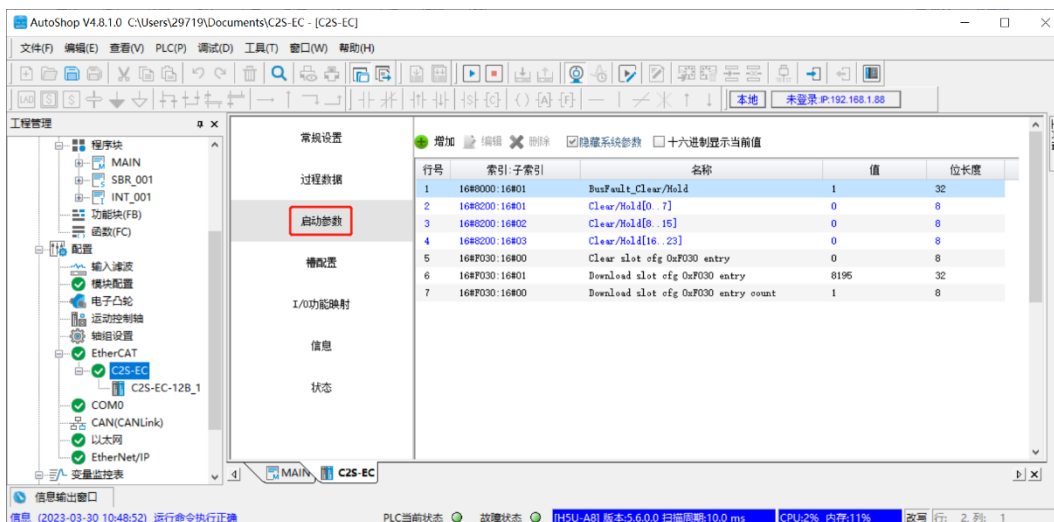 AutoShop V4.8.1.0 C:\Users\29719\Documents\C2S-EC - [C2S-EC]
文件(F) 编辑(E) 查看(V) PLC(P) 调试(D) 工具(T) 窗口(W) 帮助(H)
本地 未登录:IP:192.168.1.88
工程管理
程序块
MAIN
SBR_001
INT_001
功能块(FB)
函数(FC)
配置
输入滤波
模块配置
电子凸轮
运动控制轴
轴组设置
EtherCAT
C2S-EC
C2S-EC-12B_1
COM0
CAN(CANLink)
以太网
EtherNet/IP
变量监控表
常规设置
过程数据
启动参数
槽配置
I/O功能映射
信息
状态
增加 编辑 删除 隐藏系统参数 十六进制显示当前值
行号 索引:子索引 名称 值 位长度
1 16#8000:16#01 BusFault_Clear/Hold 1 32
2 16#8200:16#01 Clear/Hold[0..7] 0 8
3 16#8200:16#02 Clear/Hold[8..15] 0 8
4 16#8200:16#03 Clear/Hold[16..23] 0 8
5 16#F030:16#00 Clear slot cfg 0xF030 entry 0 8
6 16#F030:16#01 Download slot cfg 0xF030 entry 8195 32
7 16#F030:16#00 Download slot cfg 0xF030 entry count 1 8
MAIN C2S-EC
信息输出窗口
信息 (2023-03-30 10:48:52) 运行命令执行正确 PLC当前状态 故障状态 [H5U-A8] 版本:5.6.0.0 扫描周期:10.0 ms CPU:2% 内存:11% 改写 行: 2, 列: 1